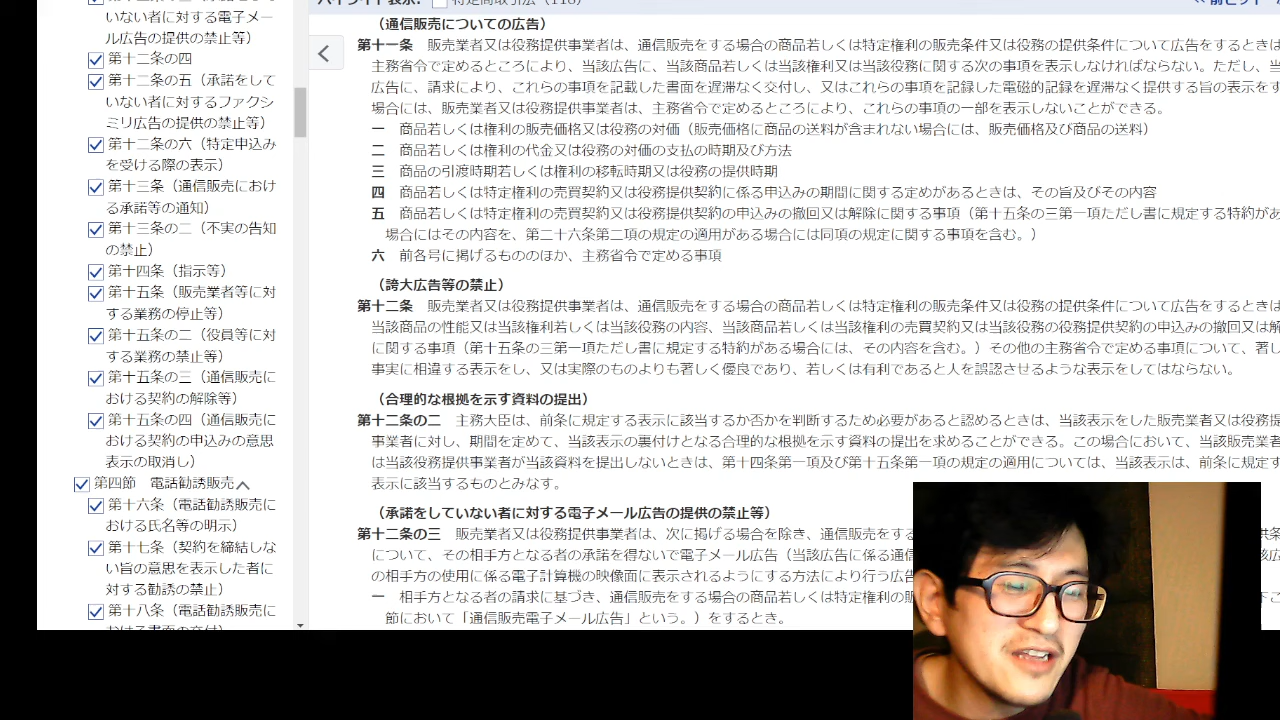 いない者に対する電子メー
ル広告の提供の禁止等）
第十二条の四
第十二条の五（承諾をして
いない者に対するファクシ
ミリ広告の提供の禁止等）
第十二条の六（特定申込み
を受ける際の表示）
第十三条（通信販売におけ
る承諾等の通知）
第十三条の二（不実の告知
の禁止）
第十四条（指示等）
第十五条（販売業者等に対
する業務の停止等）
第十五条の二（役員等に対
する業務の禁止等）
第十五条の三（通信販売に
おける契約の解除等）
第十五条の四（通信販売に
おける契約の申込みの意思
表示の取消し）
第四節　電話勧誘販売
第十六条（電話勧誘販売に
おける氏名等の明示）
第十七条（契約を締結しな
い旨の意思を表示した者に
対する勧誘の禁止）
第十八条（電話勧誘販売に
（通信販売についての広告）
第十一条　販売業者又は役務提供事業者は、通信販売をする場合の商品若しくは特定権利の販売条件又は役務の提供条件について広告をするときは
主務省令で定めるところにより、当該広告に、当該商品若しくは当該権利又は当該役務に関する次の事項を表示しなければならない。ただし、当
広告に、請求により、これらの事項を記載した書面を遅滞なく交付し、又はこれらの事項を記録した電磁的記録を遅滞なく提供する旨の表示をす
場合には、販売業者又は役務提供事業者は、主務省令で定めるところにより、これらの事項の一部を表示しないことができる。
一　商品若しくは権利の販売価格又は役務の対価（販売価格に商品の送料が含まれない場合には、販売価格及び商品の送料）
二　商品若しくは権利の代金又は役務の対価の支払の時期及び方法
三　商品の引渡時期若しくは権利の移転時期又は役務の提供時期
四　商品若しくは特定権利の売買契約又は役務提供契約に係る申込みの期間に関する定めがあるときは、その旨及びその内容
五　商品若しくは特定権利の売買契約又は役務提供契約の申込みの撤回又は解除に関する事項（第十五条の三第一項ただし書に規定する特約があ
場合にはその内容を、第二十六条第二項の規定の適用がある場合には同項の規定に関する事項を含む。）
六　前各号に掲げるもののほか、主務省令で定める事項
（誇大広告等の禁止）
第十二条　販売業者又は役務提供事業者は、通信販売をする場合の商品若しくは特定権利の販売条件又は役務の提供条件について広告をするときは
当該商品の性能又は当該権利若しくは当該役務の内容、当該商品若しくは当該権利の売買契約又は当該役務の役務提供契約の申込みの撤回又は解
に関する事項（第十五条の三第一項ただし書に規定する特約がある場合には、その内容を含む。）その他の主務省令で定める事項について、著し
事実に相違する表示をし、又は実際のものよりも著しく優良であり、若しくは有利であると人を誤認させるような表示をしてはならない。
（合理的な根拠を示す資料の提出）
第十二条の二　主務大臣は、前条に規定する表示に該当するか否かを判断するため必要があると認めるときは、当該表示をした販売業者又は役務提
事業者に対し、期間を定めて、当該表示の裏付けとなる合理的な根拠を示す資料の提出を求めることができる。この場合において、当該販売業者
は当該役務提供事業者が当該資料を提出しないときは、第十四条第一項及び第十五条第一項の規定の適用については、当該表示は、前条に規定す
表示に該当するものとみなす。
（承諾をしていない者に対する電子メール広告の提供の禁止等）
第十二条の三　販売業者又は役務提供事業者は、次に掲げる場合を除き、通信販売をする
について、その相手方となる者の承諾を得ないで電子メール広告（当該広告に係る通信
の相手方の使用に係る電子計算機の映像面に表示されるようにする方法により行う広告
一　相手方となる者の請求に基づき、通信販売をする場合の商品若しくは特定権利の販
節において「通信販売電子メール広告」という。）をするとき。